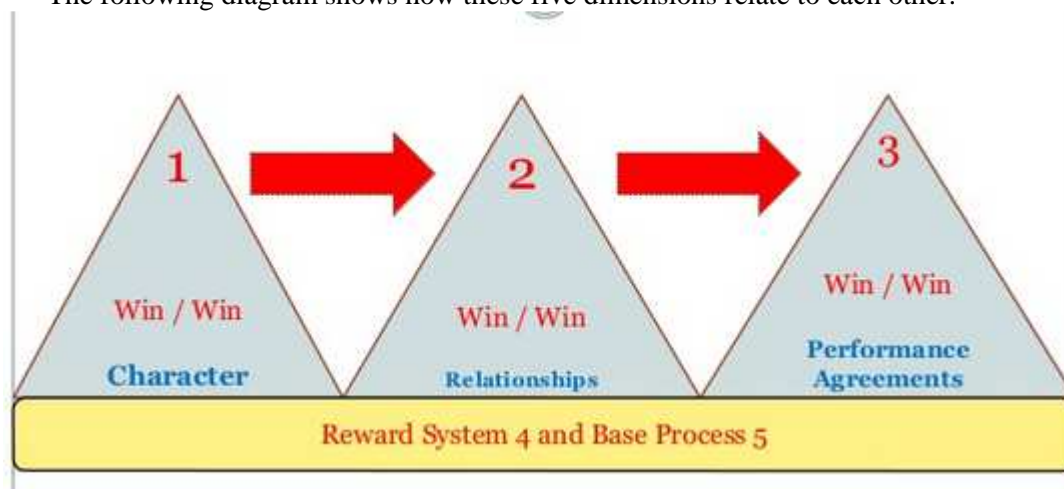 The following diagram shows how these five dimensions relate to each other.
1
2
3
Win / Win
Character
Win / Win
Relationships
Win / Win
Performance
Agreements
Reward System 4 and Base Process 5